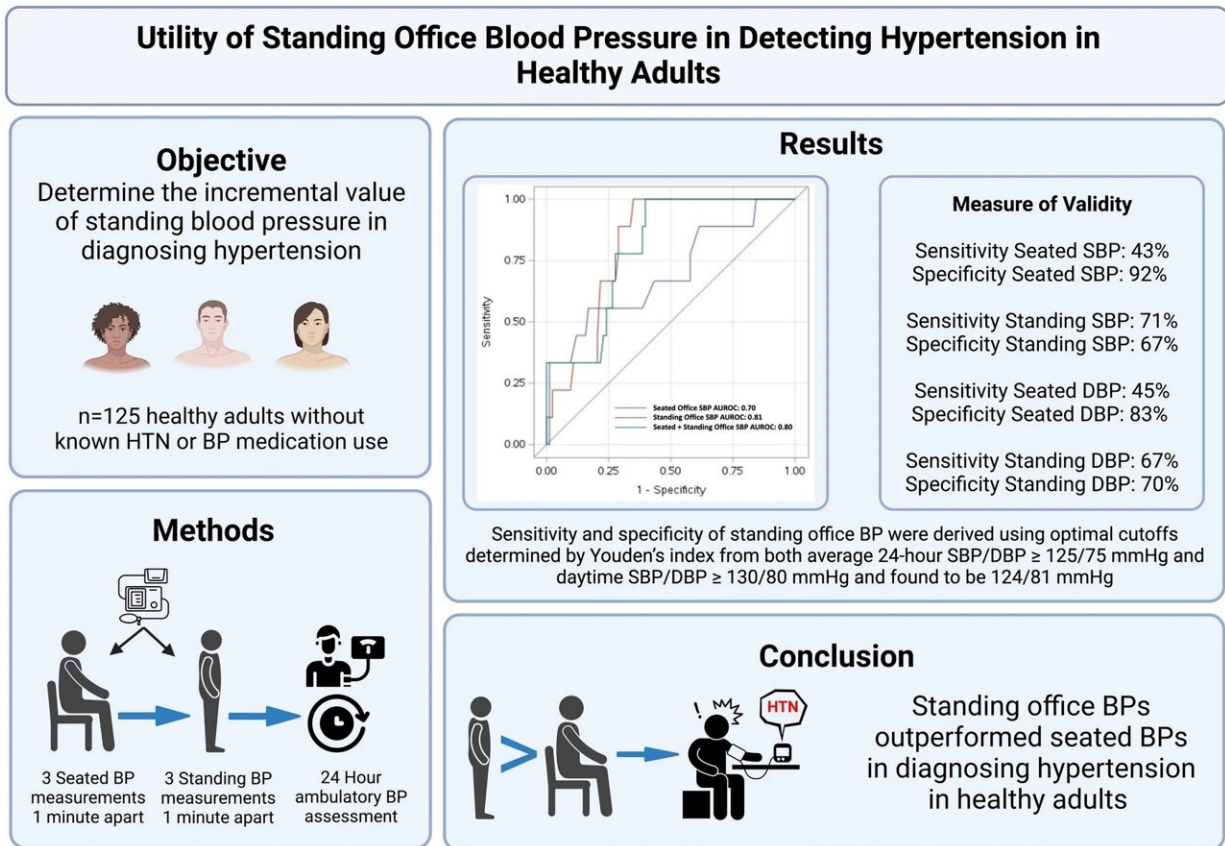 Utility of Standing Office Blood Pressure in Detecting Hypertension in
Healthy Adults
Objective
Determine the incremental value
of standing blood pressure in
diagnosing hypertension
n=125 healthy adults without
known HTN or BP medication use
Methods
3 Seated BP
measurements
1 minute apart
3 Standing BP
measurements
1 minute apart
24 Hour
ambulatory BP
assessment
Results
1.00
0.75
0.50
0.25
0.00
Sensitivity
Seated Office SBP AUROC: 0.70
Standing Office SBP AUROC: 0.81
Seated + Standing Office SBP AUROC: 0.80
0.00 0.25 0.50 0.75 1.00
1 - Specificity
Measure of Validity
Sensitivity Seated SBP: 43%
Specificity Seated SBP: 92%
Sensitivity Standing SBP: 71%
Specificity Standing SBP: 67%
Sensitivity Seated DBP: 45%
Specificity Seated DBP: 83%
Sensitivity Standing DBP: 67%
Specificity Standing DBP: 70%
Sensitivity and specificity of standing office BP were derived using optimal cutoffs
determined by Youden's index from both average 24-hour SBP/DBP ≥ 125/75 mmHg and
daytime SBP/DBP ≥ 130/80 mmHg and found to be 124/81 mmHg
Conclusion
>
!
HTN
Standing office BPs
outperformed seated BPs
in diagnosing hypertension
in healthy adults